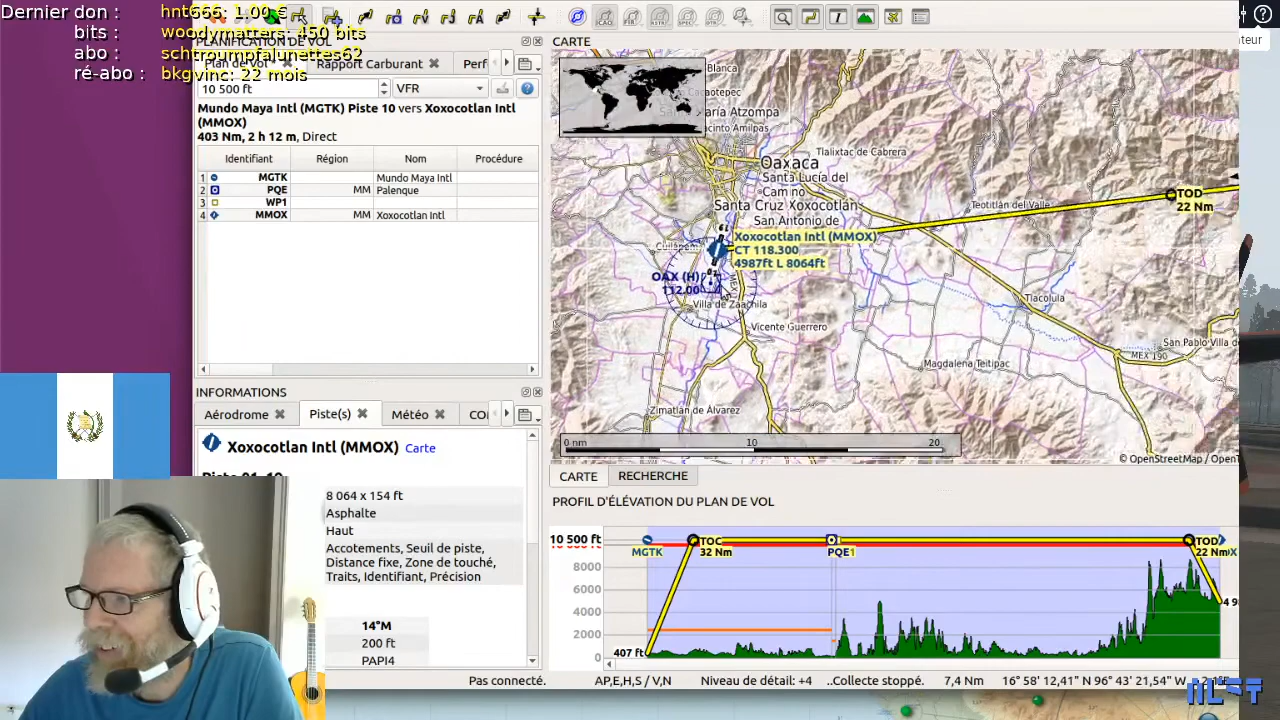 Dernier don : hnt666: 1.00 €
bits : woodymatters: 450 bits
abo : schtroumpfalunettes62
ré-abo : bkgvinc: 22 mois
PLANIFICATION DE VOL
Plan de vol
Rapport Carburant
Perf
10 500 ft
VFR
Mundo Maya Intl (MGTK) Piste 10 vers Xoxocotlan Intl
(MMOX)
403 Nm, 2 h 12 m, Direct
Identifiant Région Nom Procédure
1 MGTK Mundo Maya Intl
2 PQE MM Palenque
3 WP1
4 MMOX MM Xoxocotlan Intl
INFORMATIONS
Aérodrome Piste(s) Météo
Xoxocotlan Intl (MMOX) Carte
8 064 x 154 ft
Asphalte
Haut
Accotements, Seuil de piste,
Distance fixe, Zone de touché,
Traits, Identifiant, Précision
14°M
200 ft
PAPI4
CARTE
Blanca
Tlalixtac de Cabrera
Oaxaca
Santa Lucía del
Camino
Santa Cruz Xoxocotlán
San Antonio de
Teotitlán del Valle
TOD
22 Nm
Xoxocotlan Intl (MMOX)
CT 118.300
4987ft L 8064ft
OAX (H)
112.00
Villa de Zaachila
Vicente Guerrero
Tlacolula
San Pablo Villa d
MEX 190
Magdalena Teitipac
Zimatlán de Álvarez
0 nm 10 20
© OpenStreetMap / OpenT
CARTE RECHERCHE
PROFIL D'ÉLÉVATION DU PLAN DE VOL
10 500 ft
MGTK
TOC
32 Nm
PQE
TOD
22 Nm
8000
6000
4000
2000
0
407 ft
Pas connecté. AP,E,H,S / V,N Niveau de détail: +4 ..Collecte stoppé. 7,4 Nm 16° 58' 12,41" N 96° 43' 21,54" W